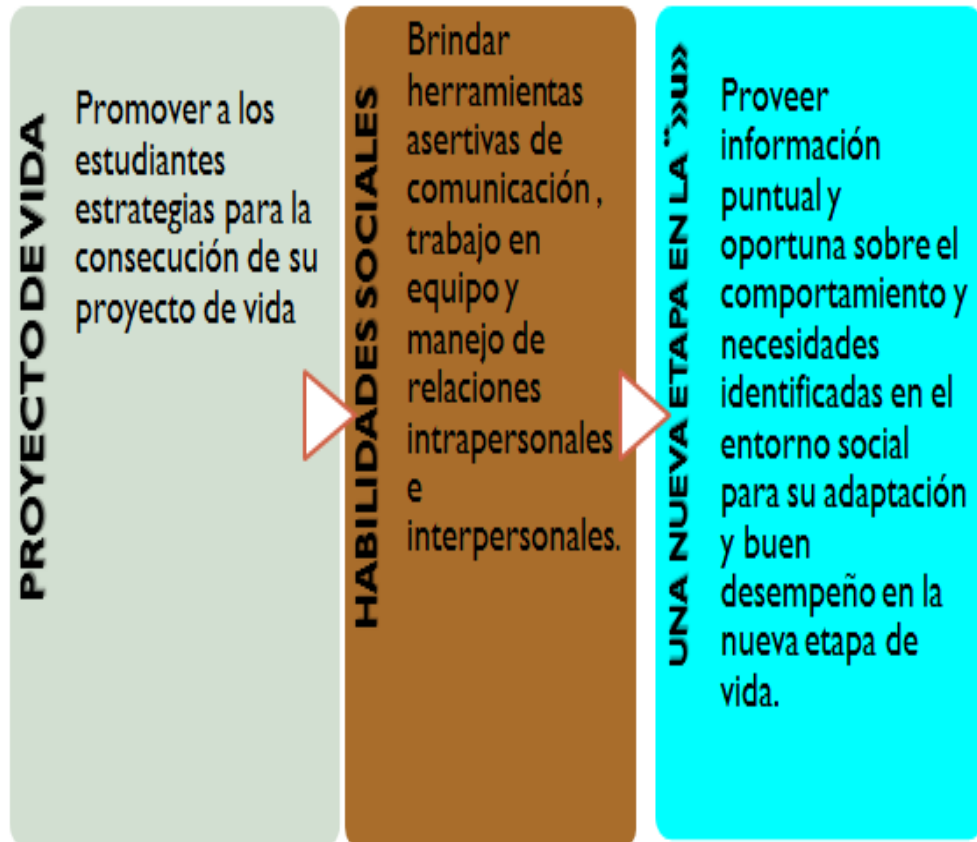 PROYECTO DE VIDA
Promover a los
estudiantes
estrategias para la
consecución de su
proyecto de vida
HABILIDADES SOCIALES
Brindar
herramientas
asertivas de
comunicación ,
trabajo en
equipo y
manejo de
relaciones
intrapersonales
e
interpersonales.
UNA NUEVA ETAPA EN LA ¨»u»
Proveer
información
puntual y
oportuna sobre el
comportamiento y
necesidades
identificadas en el
entorno social
para su adaptación
y buen
desempeño en la
nueva etapa de
vida.